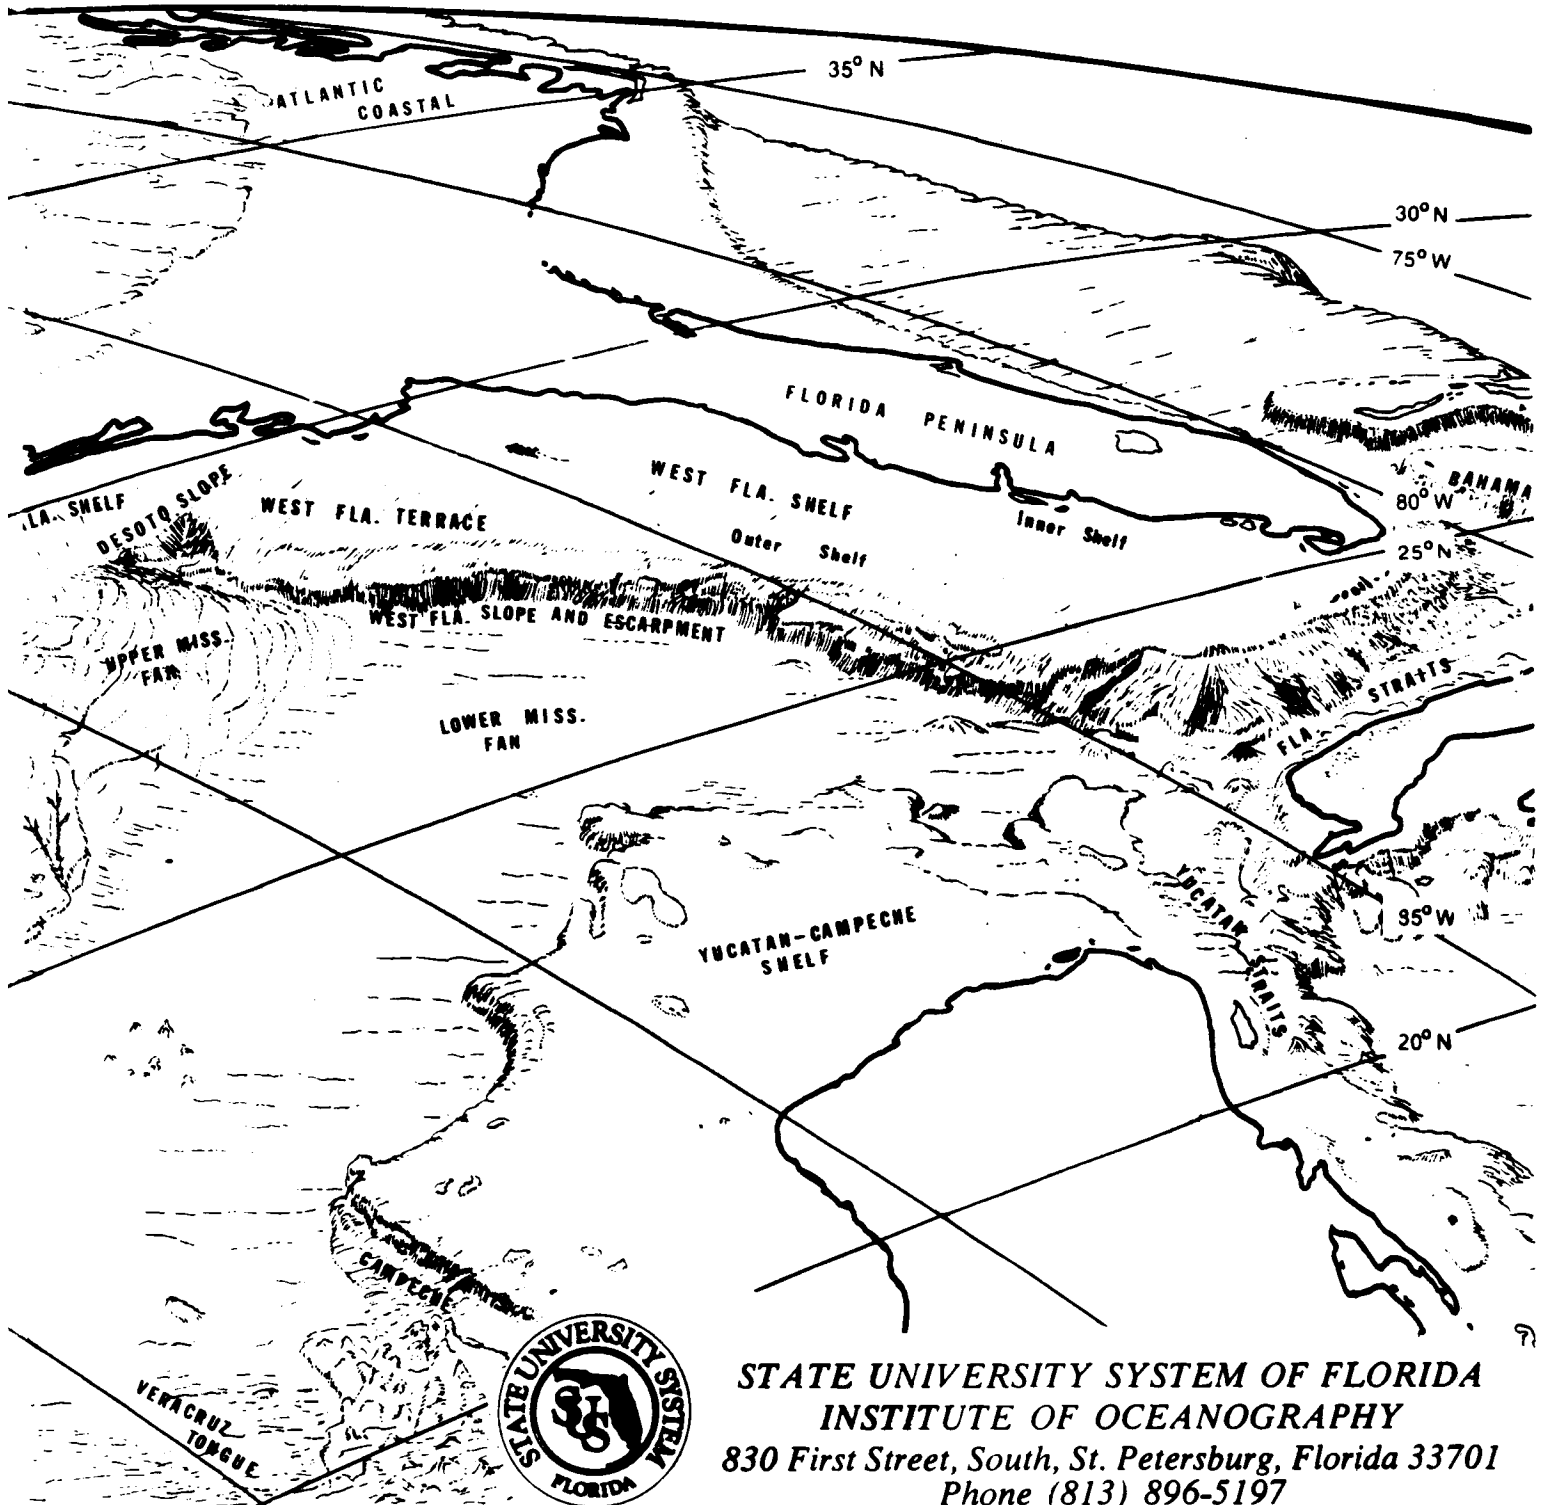 35° N
ATLANTIC
COASTAL
30° N
75° W
FLORIDA PENINSULA
BAHAMA
80° W
25° N
LA. SHELF
DESOTO SLOPE
WEST FLA. TERRACE
WEST FLA. SHELF
Outer Shelf
Inner Shelf
WEST FLA. SLOPE AND ESCARPMENT
UPPER MISS.
FAN
LOWER MISS.
FAN
FLA STRAITS
YUCATAN STRAITS
YUCATAN-CAMPECHE
SHELF
85° W
20° N
CAMPECHE
VERACRUZ
TONGUE
STATE UNIVERSITY SYSTEM
SUS
FLORIDA
STATE UNIVERSITY SYSTEM OF FLORIDA
INSTITUTE OF OCEANOGRAPHY
830 First Street, South, St. Petersburg, Florida 33701
Phone (813) 896-5197